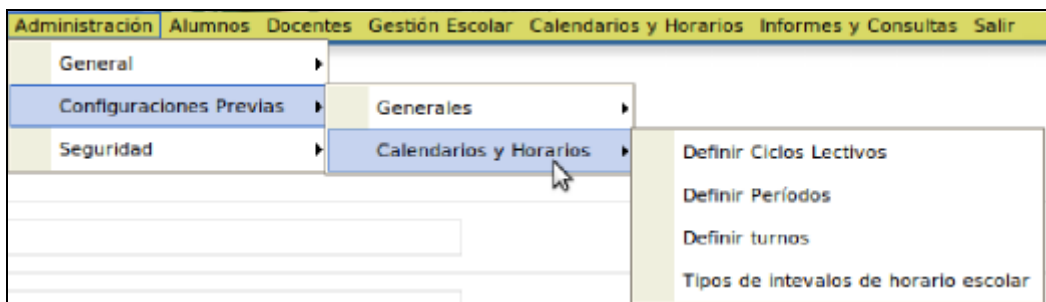 Administración Alumnos Docentes Gestión Escolar Calendarios y Horarios Informes y Consultas Salir
General
Configuraciones Previas
Seguridad
Generales
Calendarios y Horarios
Definir Ciclos Lectivos
Definir Períodos
Definir turnos
Tipos de intevalos de horario escolar